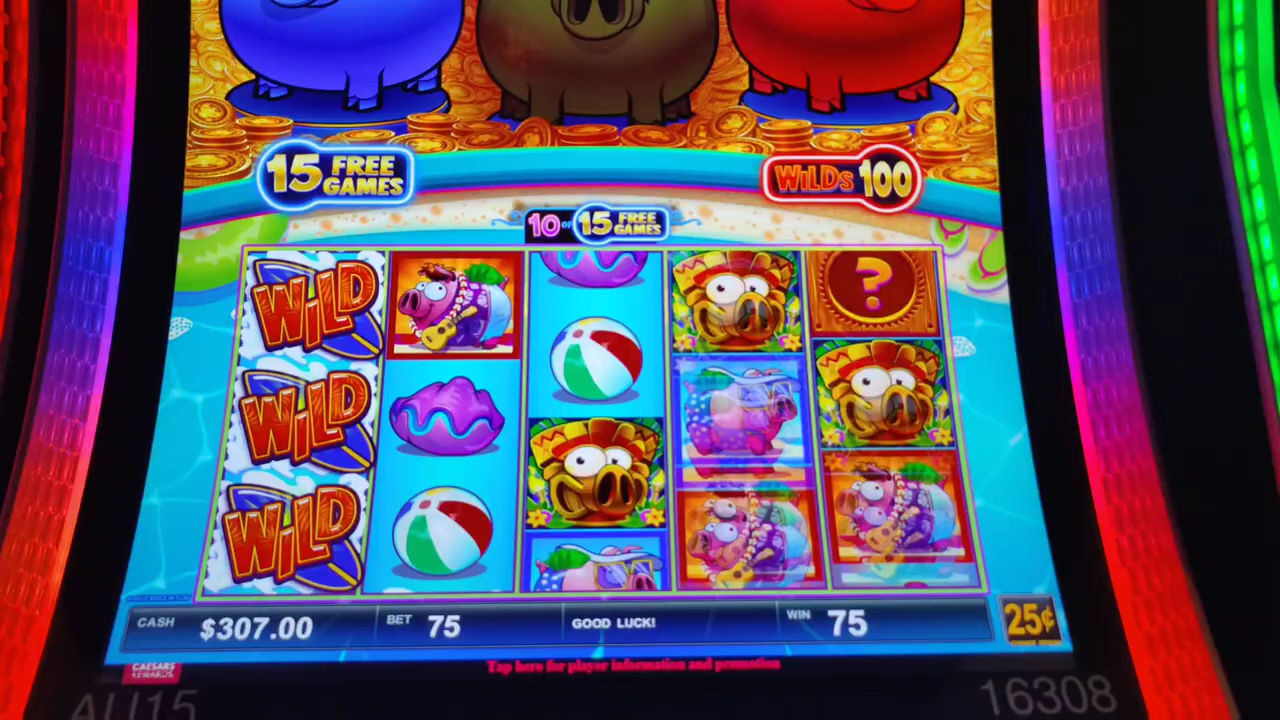 15 FREE GAMES
WILDS 100
10 OF 15 FREE GAMES
WILD
?
WILD
WILD
CASH $307.00
BET 75
GOOD LUCK!
WIN 75
25¢
CAESARS REWARDS
Tap here for player information and promotion
AU15
16308